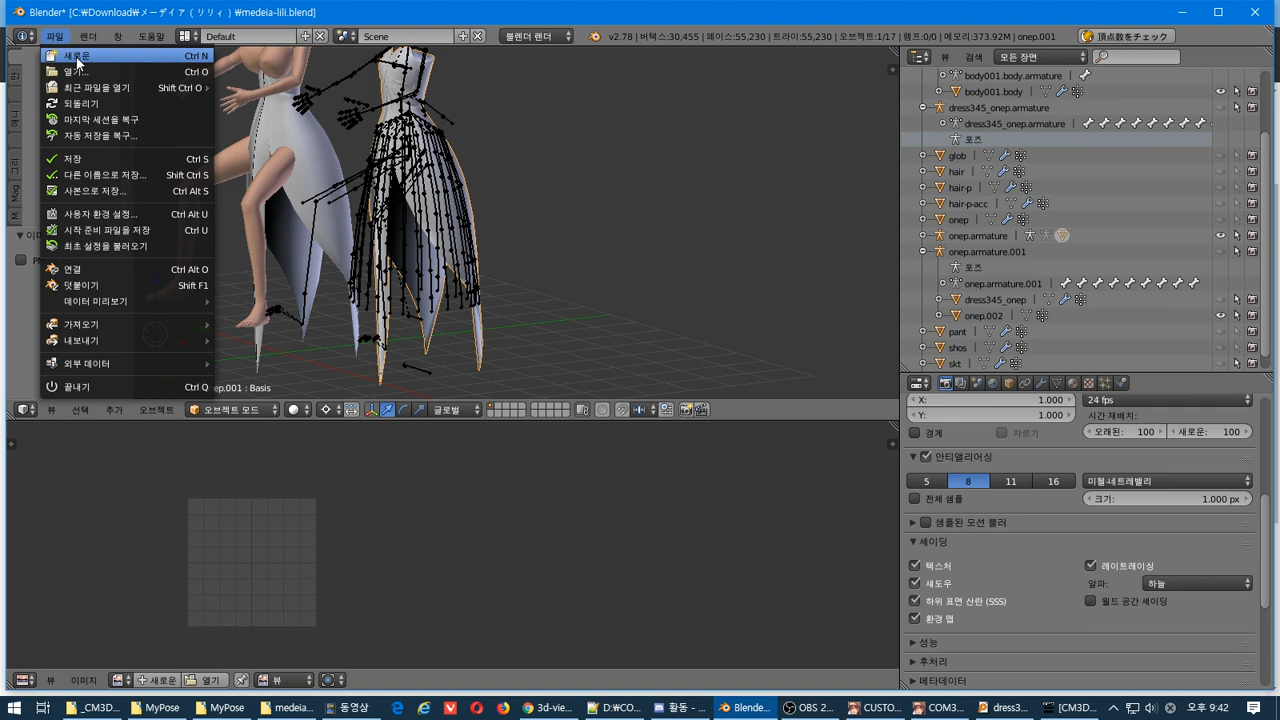 Blender* [C:₩Download₩メーデイア ( リリィ ) ₩medeia-lili.blend]
파일 렌더 창 도움말 Default Scene 블렌더 렌더 v2.78 | 버텍스:30,455 | 페이스:55,230 | 트라이:55,230 | 오브젝트:1/17 | 램프:0/0 | 메모리:373.92M | onep.001 頂点数をチェック
새로운 Ctrl N
열기... Ctrl O
최근 파일을 열기 Shift Ctrl O
되돌리기
마지막 세션을 복구
자동 저장을 복구...
저장 Ctrl S
다른 이름으로 저장... Shift Ctrl S
사본으로 저장... Ctrl Alt S
사용자 환경 설정... Ctrl Alt U
시작 준비 파일을 저장 Ctrl U
최초 설정을 불러오기
연결 Ctrl Alt O
덧붙이기 Shift F1
데이터 미리보기
가져오기
내보내기
외부 데이터
끝내기 Ctrl Q
Mag
ep.001 : Basis
뷰 선택 추가 오브젝트 오브젝트 모드 글로벌
뷰 이미지 새로운 열기 뷰
뷰 검색 모든 장면
body001.body.armature
body001.body
dress345_onep.armature
dress345_onep.armature
포즈
glob
hair
hair-p
hair-p-acc
onep
onep.armature
onep.armature.001
포즈
onep.armature.001
dress345_onep
onep.002
pant
shos
skt
X: 1.000 24 fps
Y: 1.000 시간 재배치:
경계 자르기 오래된: 100 새로운: 100
안티앨리어싱
5 8 11 16 미첼-네트레밸리
전체 샘플 크기: 1.000 px
샘플된 모션 블러
셰이딩
텍스처 레이트레이싱
섀도우 알파: 하늘
하위 표면 산란 (SSS) 월드 공간 셰이딩
환경 맵
성능
후처리
메타데이터
_CM3D... MyPose MyPose medeia... 동영상 3d-vie... D:₩CO... 활동 - ... Blende... OBS 2... CUSTO... COM3... dress3... [CM3D... 오후 9:42